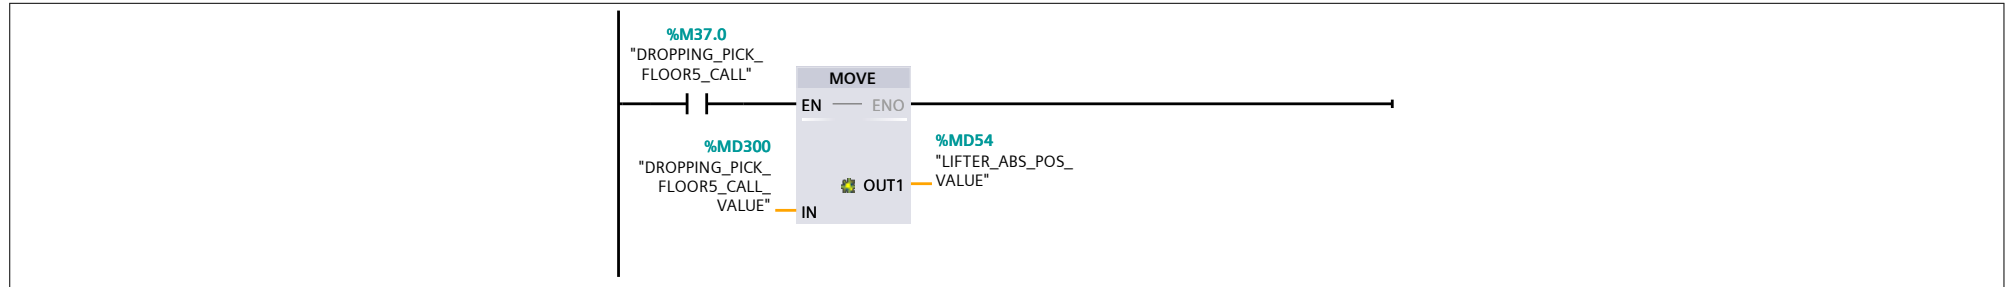 %M37.0
"DROPPING_PICK_
FLOOR5_CALL"
MOVE
EN
ENO
%MD300
"DROPPING_PICK_
FLOOR5_CALL_
VALUE"
IN
%MD54
"LIFTER_ABS_POS_
VALUE"
OUT1